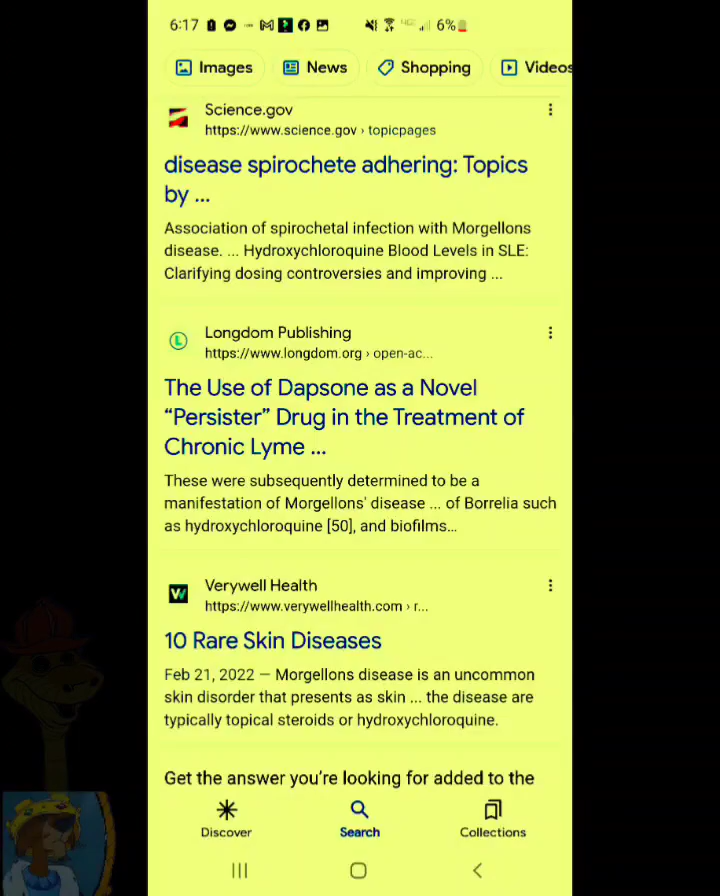 6:17 6%
Images News Shopping Videos
Science.gov
https://www.science.gov › topicpages
disease spirochete adhering: Topics
by ...
Association of spirochetal infection with Morgellons
disease. ... Hydroxychloroquine Blood Levels in SLE:
Clarifying dosing controversies and improving ...
Longdom Publishing
https://www.longdom.org › open-ac...
The Use of Dapsone as a Novel
“Persister” Drug in the Treatment of
Chronic Lyme ...
These were subsequently determined to be a
manifestation of Morgellons' disease ... of Borrelia such
as hydroxychloroquine [50], and biofilms...
Verywell Health
https://www.verywellhealth.com › r...
10 Rare Skin Diseases
Feb 21, 2022 — Morgellons disease is an uncommon
skin disorder that presents as skin ... the disease are
typically topical steroids or hydroxychloroquine.
Get the answer you’re looking for added to the
Discover Search Collections